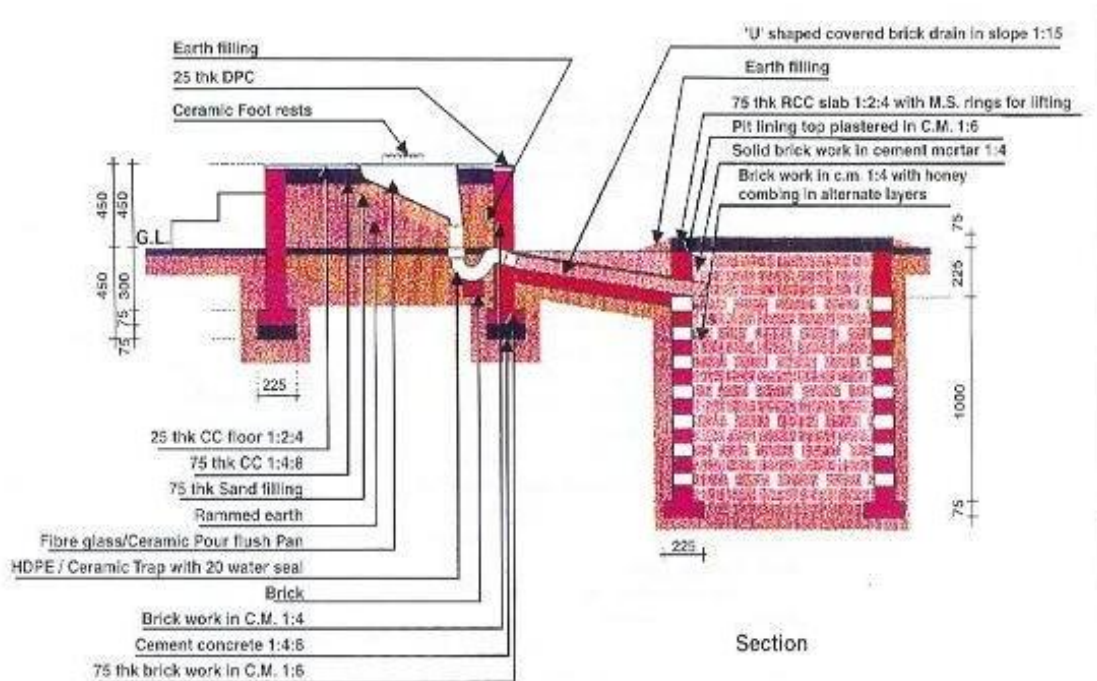 'U' shaped covered brick drain in slope 1:15
Earth filling
Earth filling
25 thk DPC
75 thk RCC slab 1:2:4 with M.S. rings for lifting
Ceramic Foot rests
Pit lining top plastered in C.M. 1:6
Solid brick work in cement mortar 1:4
Brick work in c.m. 1:4 with honey
combing in alternate layers
450
450
75
G.L.
450
300
225
75
75
225
1000
25 thk CC floor 1:2:4
75 thk CC 1:4:8
75 thk Sand filling
Rammed earth
75
Fibre glass/Ceramic Pour flush Pan
225
HDPE / Ceramic Trap with 20 water seal
Brick
Brick work in C.M. 1:4
Cement concrete 1:4:8
Section
75 thk brick work in C.M. 1:6